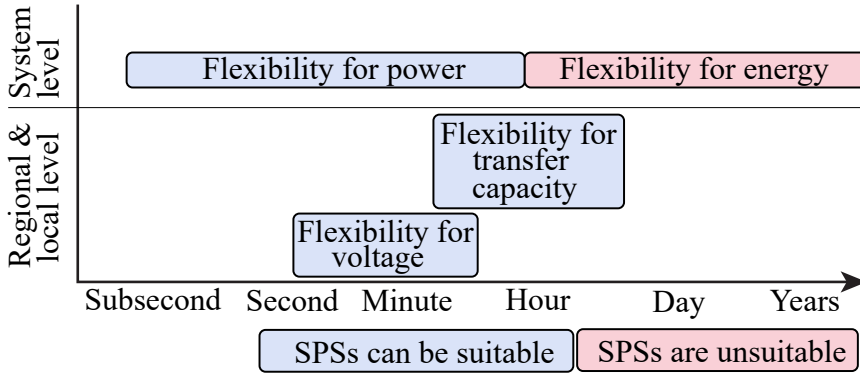 System
level
Flexibility for power
Flexibility for energy
Regional &
local level
Flexibility for
transfer
capacity
Flexibility for
voltage
Subsecond
Second
Minute
Hour
Day
Years
SPSs can be suitable
SPSs are unsuitable